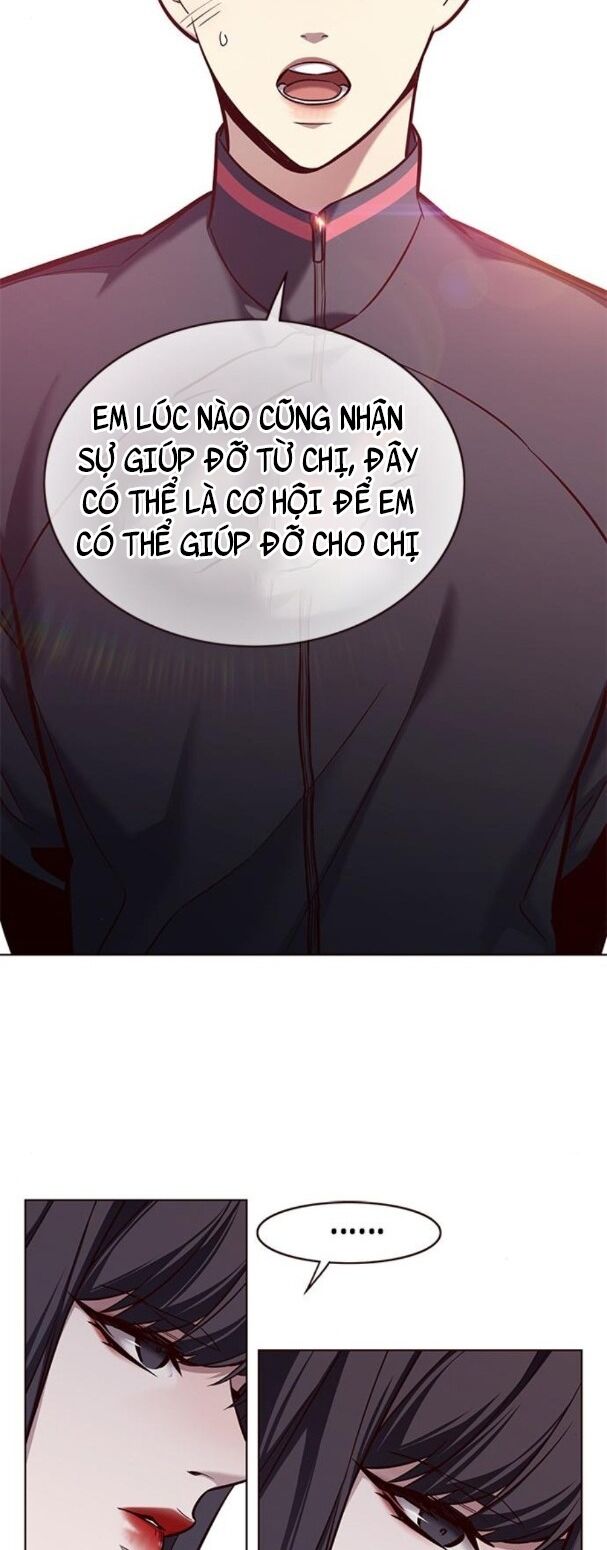 EM LÚC NÀO CŨNG NHẬN
SỰ GIÚP ĐỠ TỪ CHỊ, ĐÂY
CÓ THỂ LÀ CƠ HỘI ĐỂ EM
CÓ THỂ GIÚP ĐỠ CHO CHỊ
......